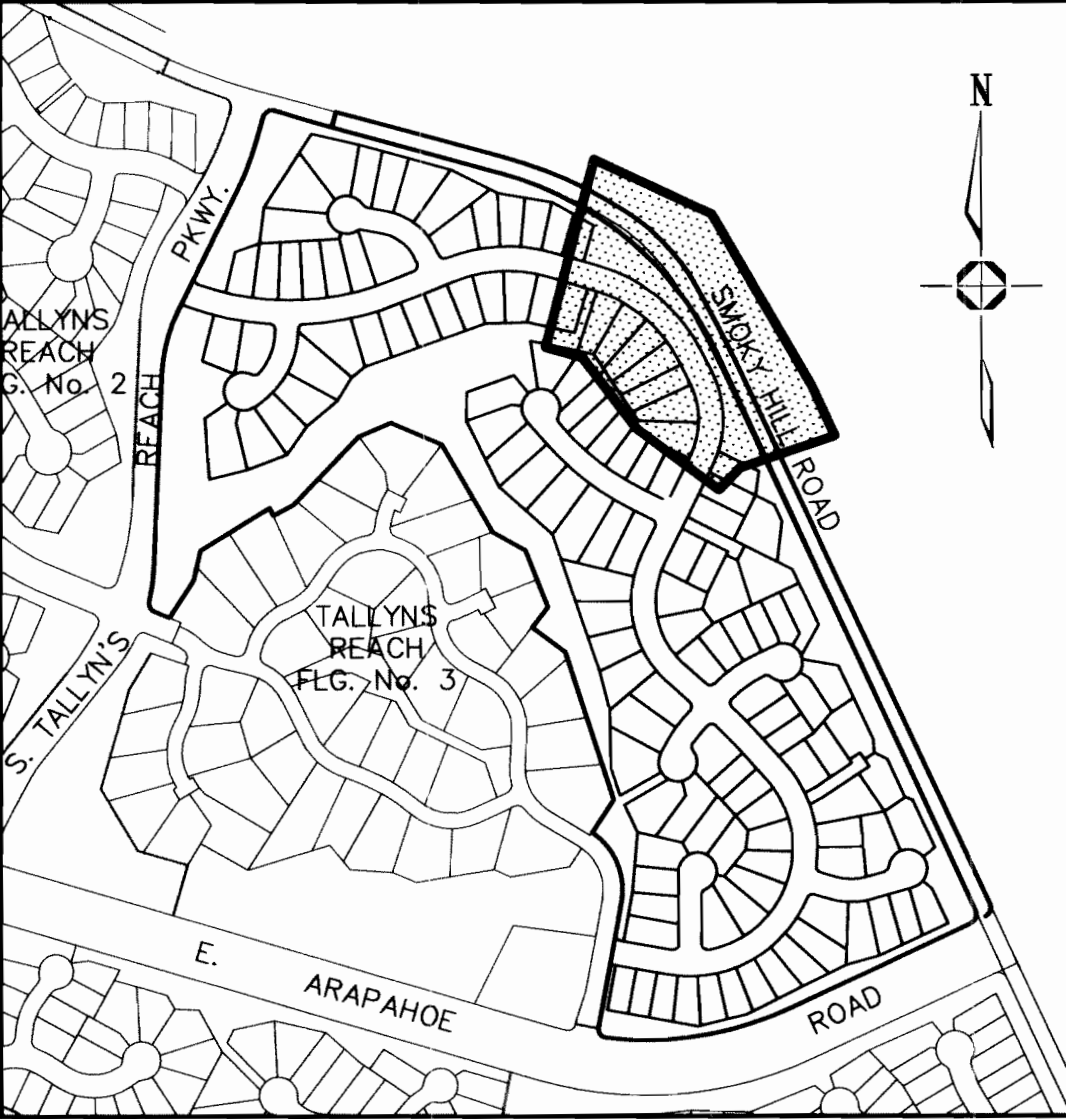 N
PKWY.
ALLYNS
REACH
G. No. 2
REACH
SMOKY HILL ROAD
TALLYNS
REACH
FLG. No. 3
S. TALLYN'S
E. ARAPAHOE ROAD